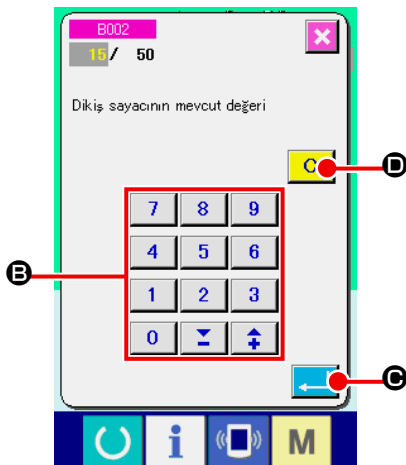 B002
15/ 50
Dikiş sayacının mevcut değeri
C
D
7 8 9
4 5 6
B
1 2 3
0 − +
C
i M